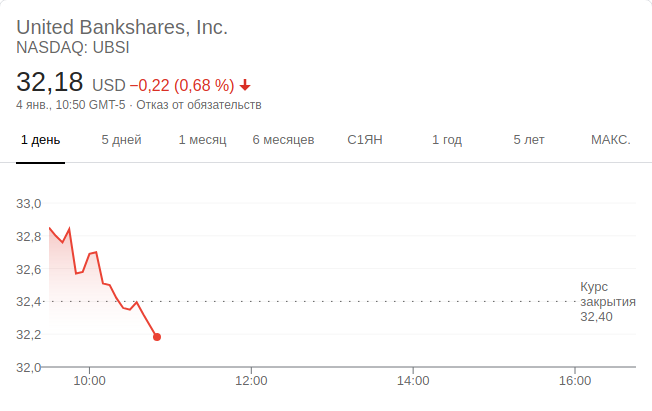 United Bankshares, Inc.
NASDAQ: UBSI
32,18 USD −0,22 (0,68 %)
4 янв., 10:50 GMT-5 · Отказ от обязательств
1 день 5 дней 1 месяц 6 месяцев С1ЯН 1 год 5 лет МАКС.
33,0
32,8
32,6
Курс
32,4 закрытия
32,40
32,2
32,0
10:00 12:00 14:00 16:00